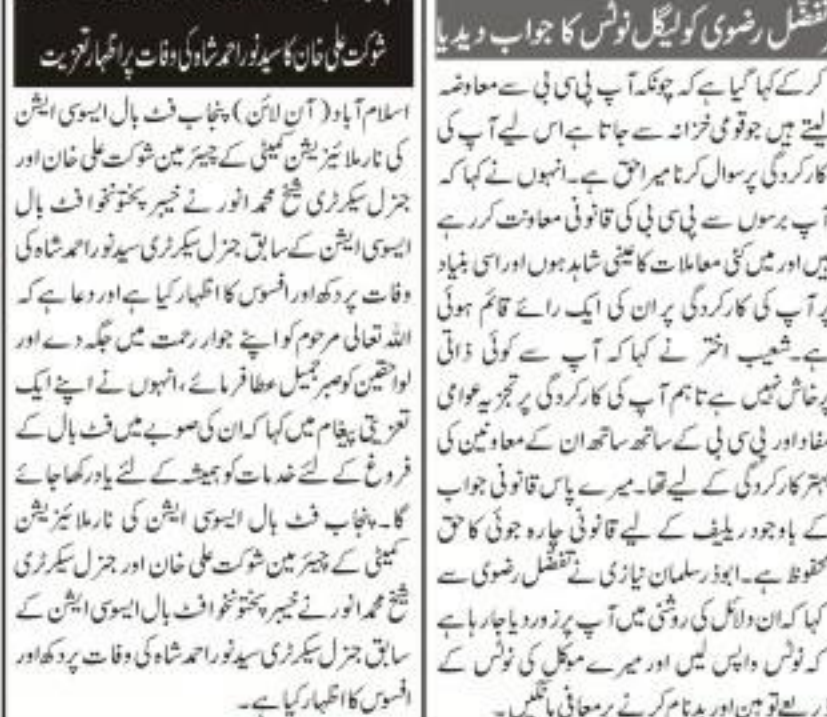 تفضّل رضوی کو لیگل نوٹس کا جواب دیدیا
کرکے کہا گیا ہے کہ چونکہ آپ پی سی بی سے معاوضہ
لیتے ہیں جو قومی خزانہ سے جاتا ہے اس لیے آپ کی
کارکردگی پر سوال کرنا میرا حق ہے۔ انہوں نے کہا کہ
آپ برسوں سے پی سی بی کی قانونی معاونت کررہے
ہیں اور میں کئی معاملات کا عینی شاہد ہوں اور اسی بنیاد
پر آپ کی کارکردگی پر ان کی ایک رائے قائم ہوئی
ہے۔ شعیب اختر نے کہا کہ آپ سے کوئی ذاتی
پرخاش نہیں ہے تاہم آپ کی کارکردگی پر تجزیہ عوامی
مفاد اور پی سی بی کے ساتھ ساتھ ان کے معاونین کی
بہتر کارکردگی کے لیے تھا۔ میرے پاس قانونی جواب
کے باوجود ریلیف کے لیے قانونی چارہ جوئی کا حق
محفوظ ہے۔ ابوذر سلمان نیازی نے تفضّل رضوی سے
کہا کہ ان دلائل کی روشنی میں آپ پر زور دیا جارہا ہے
کہ نوٹس واپس لیں اور میرے موکل کی نوٹس کے
ذریعے توہین اور بدنام کرنے پر معافی مانگیں۔
شوکت علی خان کا سید نور احمد شاہ کی وفات پر اظہار تعزیت
اسلام آباد (آن لائن) پنجاب فٹ بال ایسوسی ایشن
کی نارملائیزیشن کمیٹی کے چیئرمین شوکت علی خان اور
جنرل سیکرٹری شیخ محمد انور نے خیبر پختونخوا فٹ بال
ایسوسی ایشن کے سابق جنرل سیکرٹری سید نور احمد شاہ کی
وفات پر دکھ اور افسوس کا اظہار کیا ہے اور دعا ہے کہ
اللہ تعالی مرحوم کو اپنے جوار رحمت میں جگہ دے اور
لواحقین کو صبر جمیل عطا فرمائے، انہوں نے اپنے ایک
تعزیتی پیغام میں کہا کہ ان کی صوبے میں فٹ بال کے
فروغ کے لئے خدمات کو ہمیشہ کے لئے یاد رکھا جائے
گا۔ پنجاب فٹ بال ایسوسی ایشن کی نارملائیزیشن
کمیٹی کے چیئرمین شوکت علی خان اور جنرل سیکرٹری
شیخ محمد انور نے خیبر پختونخوا فٹ بال ایسوسی ایشن کے
سابق جنرل سیکرٹری سید نور احمد شاہ کی وفات پر دکھ اور
افسوس کا اظہار کیا ہے۔